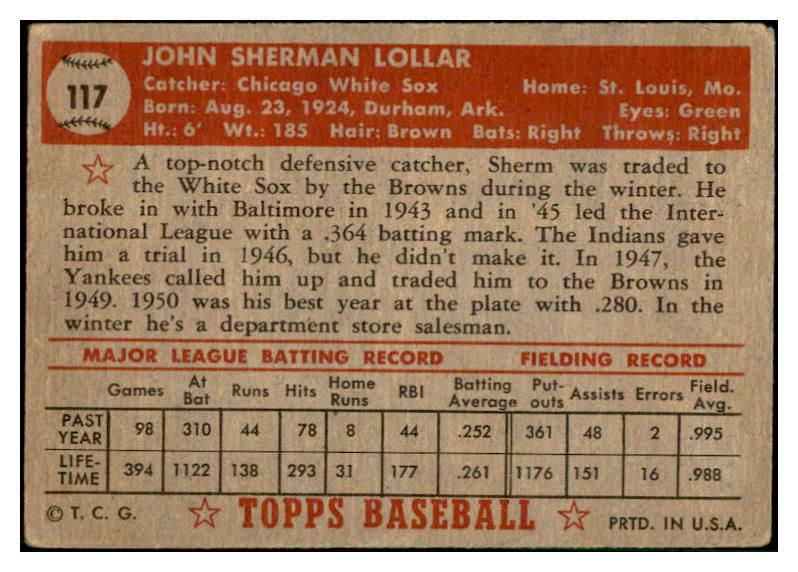 117
JOHN SHERMAN LOLLAR
Catcher: Chicago White Sox Home: St. Louis, Mo.
Born: Aug. 23, 1924, Durham, Ark. Eyes: Green
Ht.: 6' Wt.: 185 Hair: Brown Bats: Right Throws: Right
A top-notch defensive catcher, Sherm was traded to
the White Sox by the Browns during the winter. He
broke in with Baltimore in 1943 and in '45 led the Inter-
national League with a .364 batting mark. The Indians gave
him a trial in 1946, but he didn't make it. In 1947, the
Yankees called him up and traded him to the Browns in
1949. 1950 was his best year at the plate with .280. In the
winter he's a department store salesman.
MAJOR LEAGUE BATTING RECORD FIELDING RECORD
Games At Bat Runs Hits Home Runs RBI Batting Average Put-outs Assists Errors Field. Avg.
PAST YEAR 98 310 44 78 8 44 .252 361 48 2 .995
LIFE-TIME 394 1122 138 293 31 177 .261 1176 151 16 .988
© T. C. G. TOPPS BASEBALL PRTD. IN U.S.A.